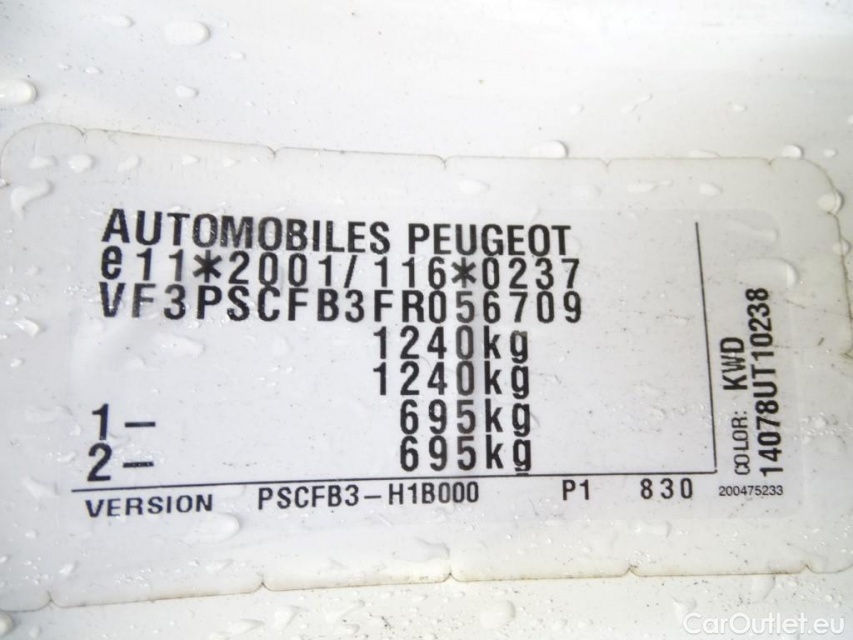 AUTOMOBILES PEUGEOT
e11*2001/116*0237
VF3PSCFB3FR056709
1240kg
1240kg
1- 695kg
2- 695kg
VERSION PSCFB3-H1B000 P1 830
COLOR: KWD
14078UT10238
200475233
CarOutlet.eu